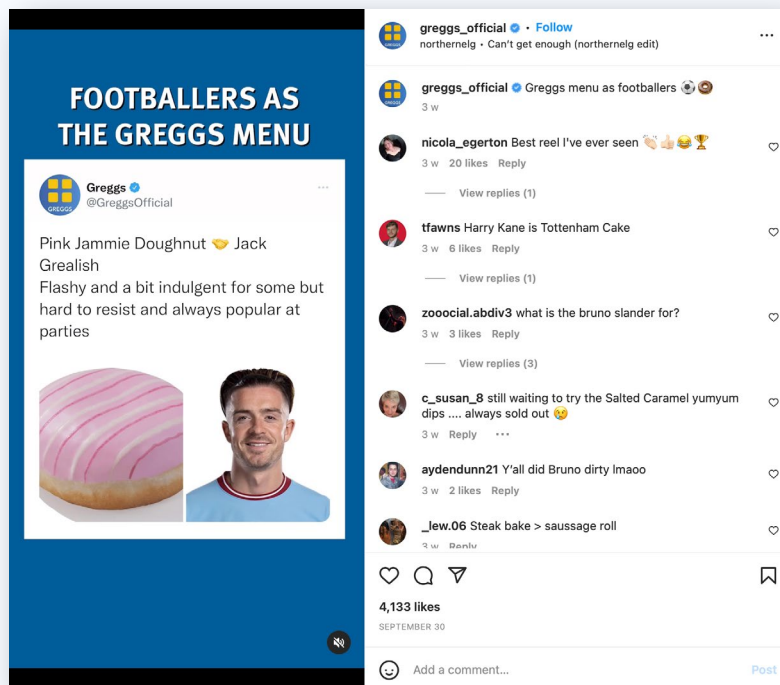 FOOTBALLERS AS
THE GREGGS MENU
GREGGS
Greggs
@GreggsOfficial
Pink Jammie Doughnut 🤝 Jack
Grealish
Flashy and a bit indulgent for some but
hard to resist and always popular at
parties
GREGGS
greggs_official • Follow
northernelg • Can't get enough (northernelg edit)
GREGGS
greggs_official Greggs menu as footballers ⚽🍩
3 w
nicola_egerton Best reel I've ever seen 👏🏻👍🏻😂🏆
3 w 20 likes Reply
View replies (1)
tfawns Harry Kane is Tottenham Cake
3 w 6 likes Reply
View replies (1)
zooocial.abdiv3 what is the bruno slander for?
3 w 3 likes Reply
View replies (3)
c_susan_8 still waiting to try the Salted Caramel yumyum
dips .... always sold out 😢
3 w Reply
aydendunn21 Y'all did Bruno dirty lmaoo
3 w 2 likes Reply
_lew.06 Steak bake > saussage roll
3 w Reply
4,133 likes
SEPTEMBER 30
Add a comment...
Post